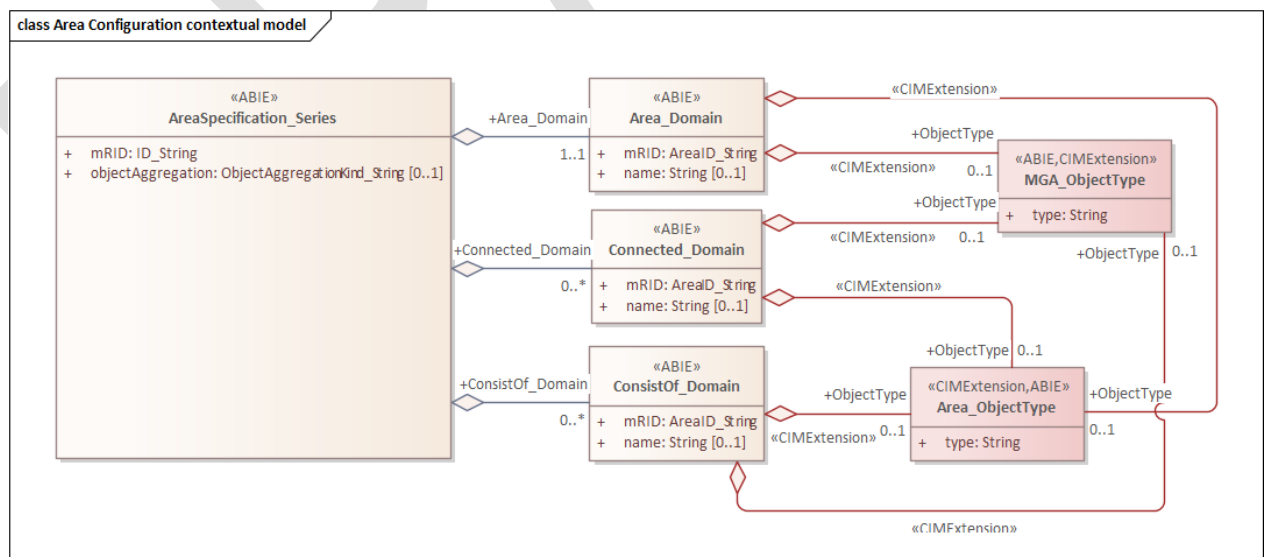 class Area Configuration contextual model
«ABIE»
AreaSpecification_Series
+ mRID: ID_String
+ objectAggregation: ObjectAggregationKind_String [0..1]
+Area_Domain
1..1
«ABIE»
Area_Domain
+ mRID: AreaID_String
+ name: String [0..1]
«CIMExtension»
+ObjectType
«CIMExtension»
0..1
«ABIE,CIMExtension»
MGA_ObjectType
+ type: String
+Connected_Domain
0..*
«ABIE»
Connected_Domain
+ mRID: AreaID_String
+ name: String [0..1]
+ObjectType
«CIMExtension»
0..1
+ObjectType
0..1
«CIMExtension»
+ObjectType
0..1
+ConsistOf_Domain
0..*
«ABIE»
ConsistOf_Domain
+ mRID: AreaID_String
+ name: String [0..1]
+ObjectType
«CIMExtension»
0..1
«CIMExtension,ABIE»
Area_ObjectType
+ type: String
+ObjectType
0..1
«CIMExtension»